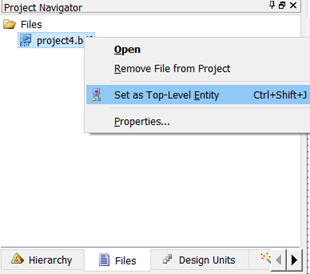 Project Navigator
Files
project4.bdf
Open
Remove File from Project
Set as Top-Level Entity Ctrl+Shift+J
Properties...
Hierarchy Files Design Units